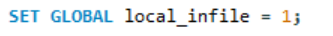 SET GLOBAL local_infile = 1;